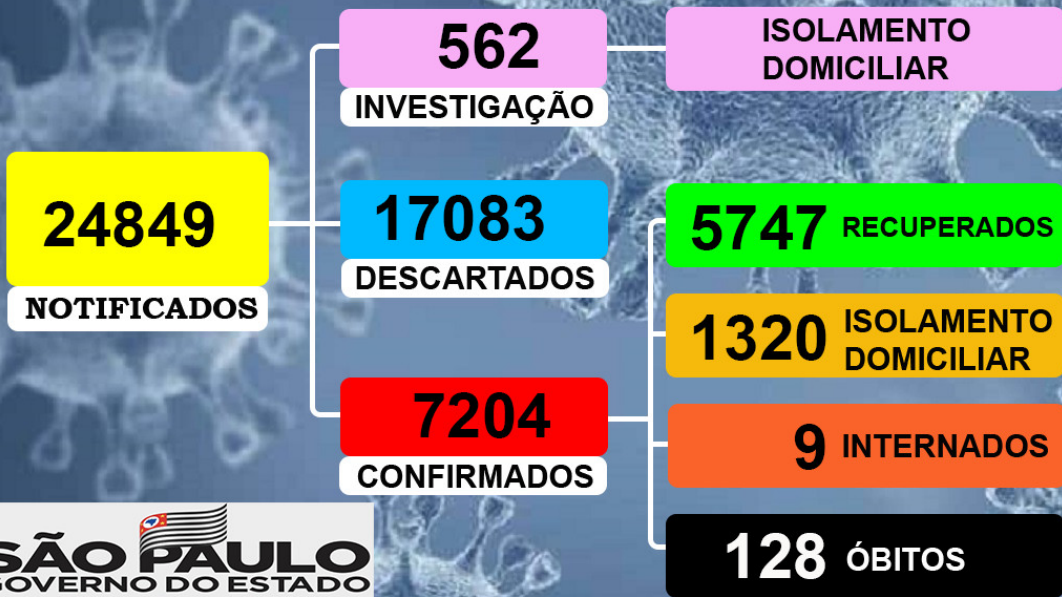 24849
NOTIFICADOS
562
INVESTIGAÇÃO
ISOLAMENTO
DOMICILIAR
17083
DESCARTADOS
7204
CONFIRMADOS
5747 RECUPERADOS
1320 ISOLAMENTO
DOMICILIAR
9 INTERNADOS
128 ÓBITOS
SÃO PAULO
GOVERNO DO ESTADO